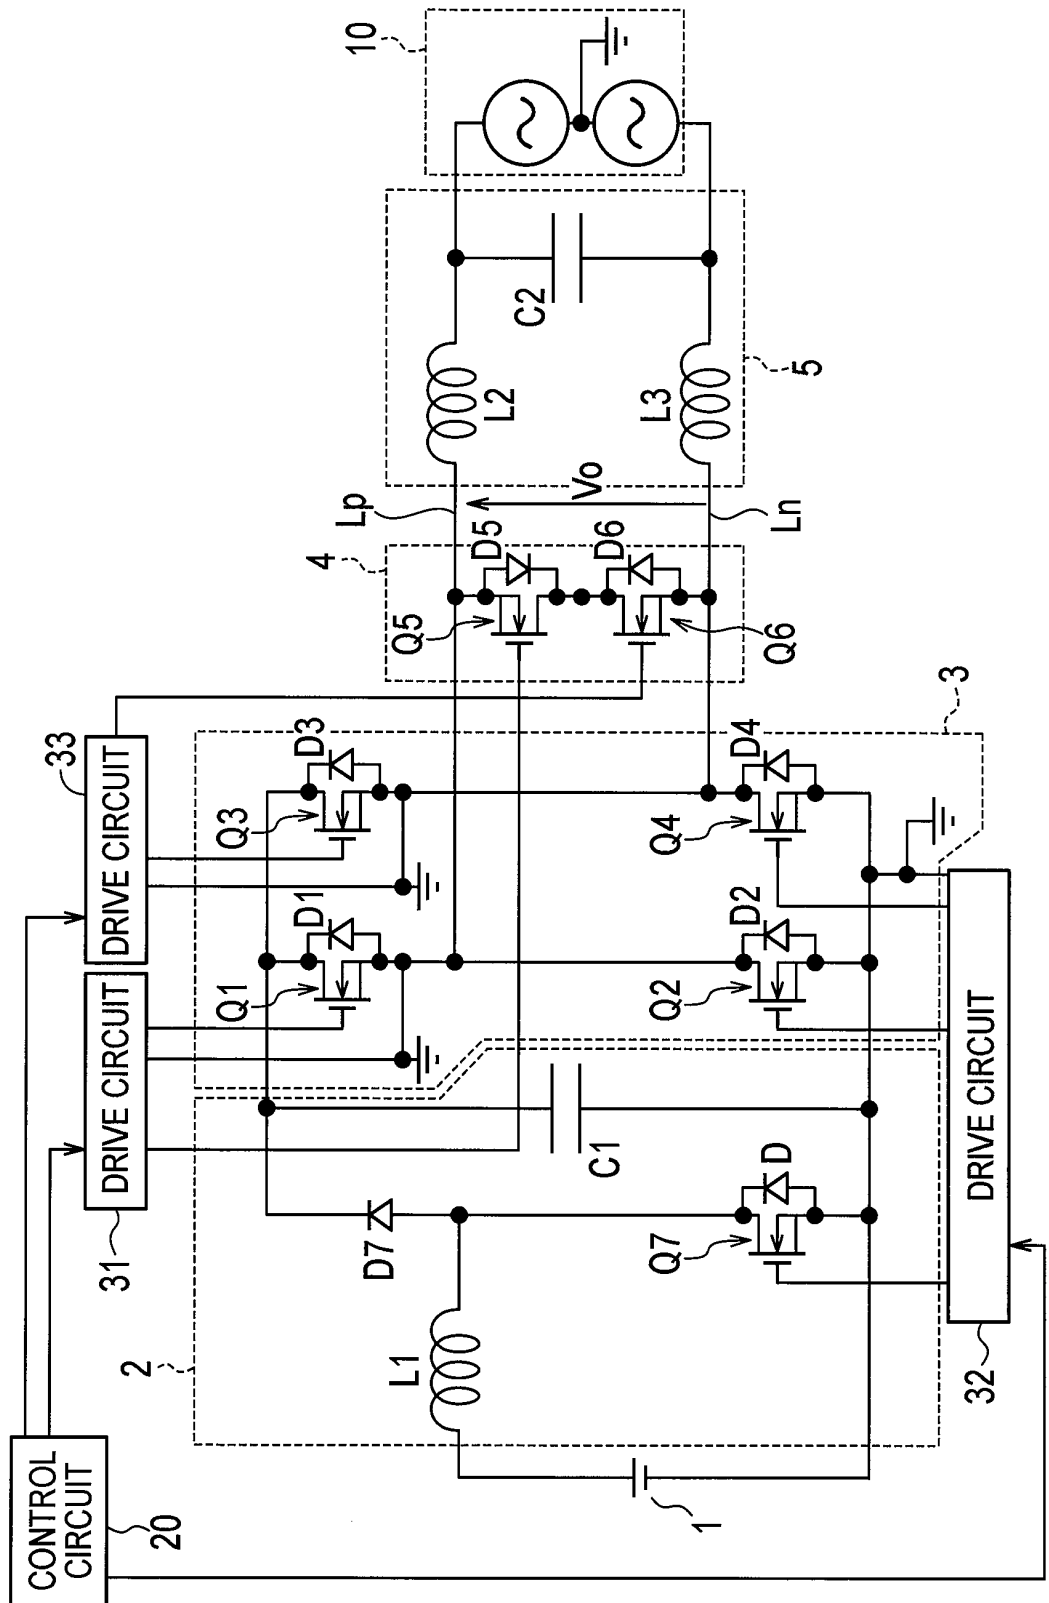 CONTROL
CIRCUIT
20
31
DRIVE CIRCUIT
33
DRIVE CIRCUIT
2
1
L1
D7
Q7
D
C1
Q1
D1
Q3
D3
Q2
D2
Q4
D4
3
32
DRIVE CIRCUIT
4
Q5
D5
D6
Q6
Lp
Vo
Ln
L2
L3
C2
5
10